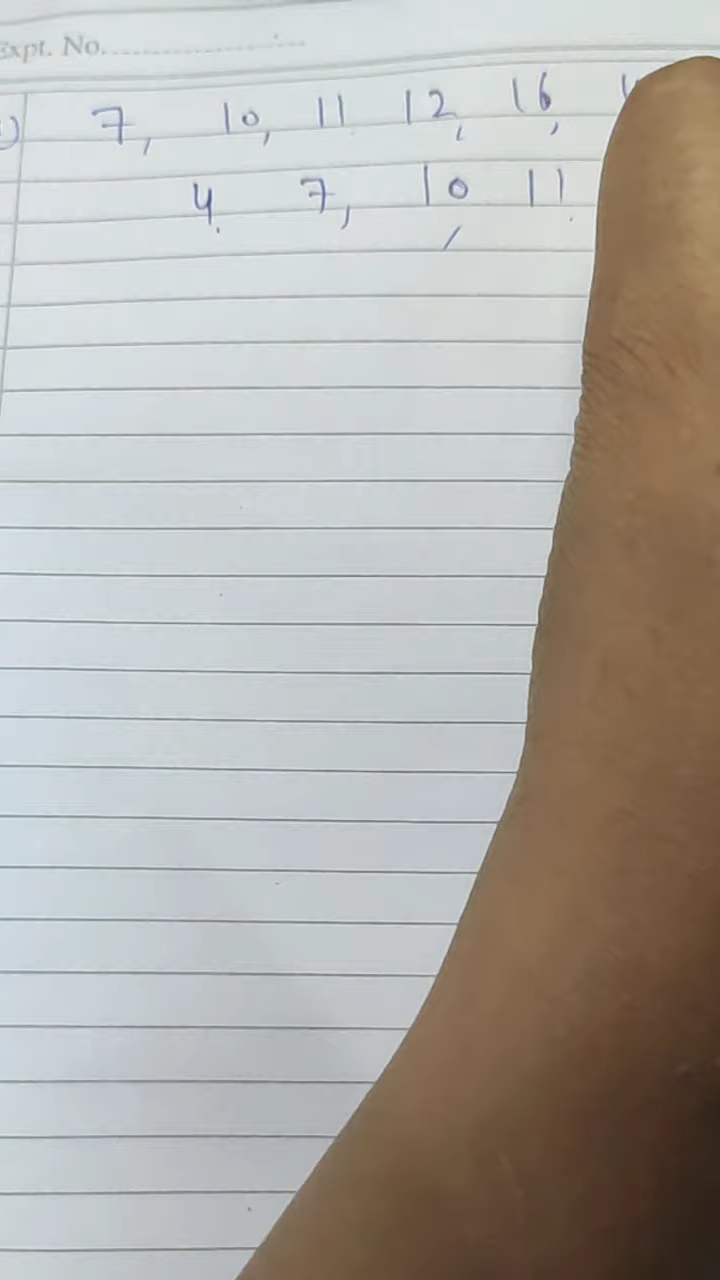 Expt. No.
7, 10, 11 12, 16,
4. 7, 10, 11.